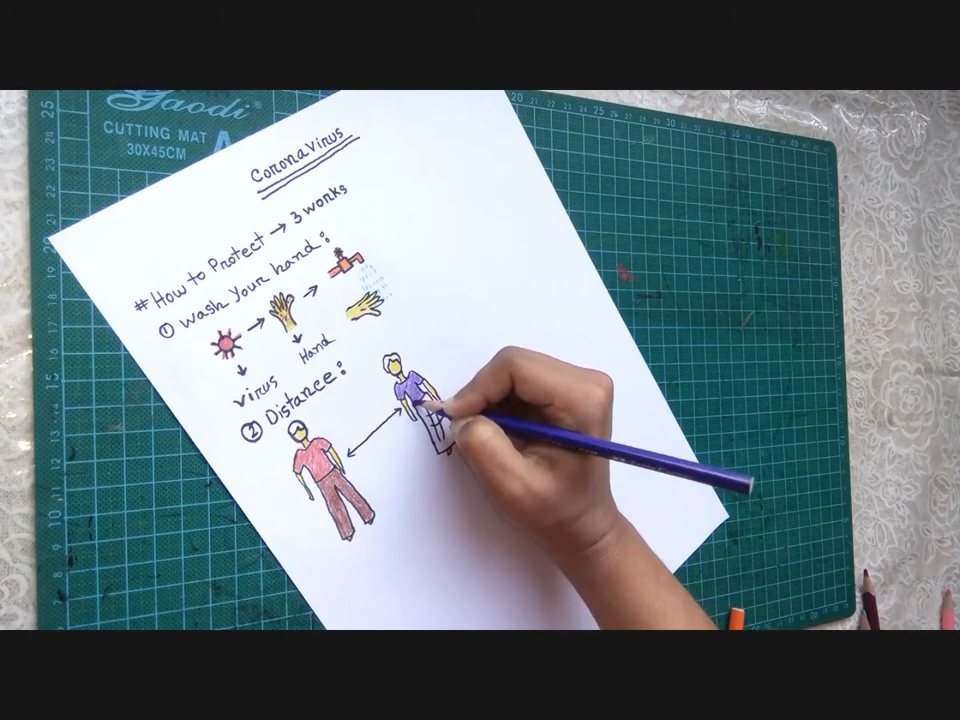 Gaodi®
CUTTING MAT A
30X45CM
CoronaVirus
# How to Protect → 3 works
① Wash Your hand:
Hand
virus
② Distance: